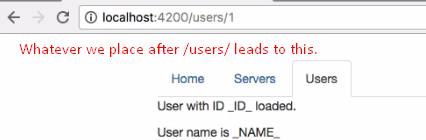 localhost:4200/users/1
Whatever we place after /users/ leads to this.
Home Servers Users
User with ID _ID_ loaded.
User name is _NAME_